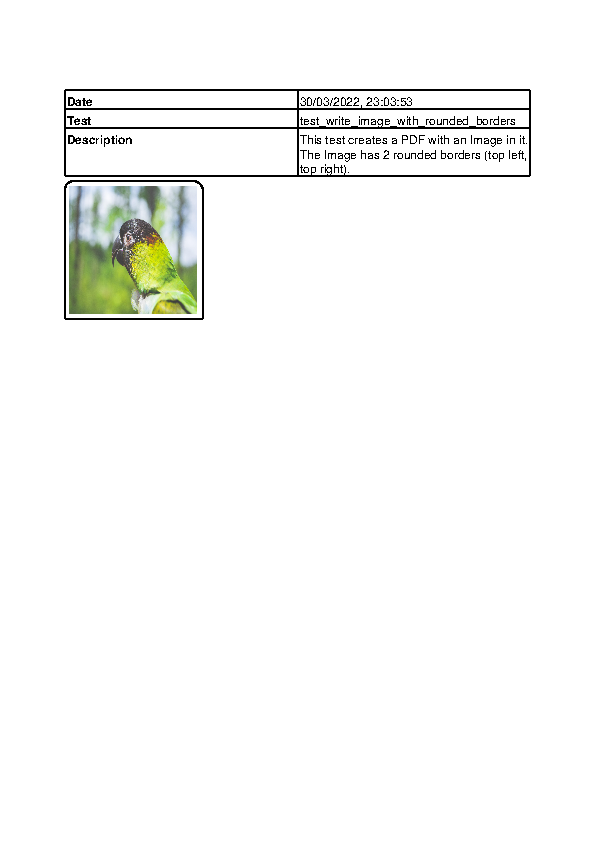 Date 30/03/2022, 23:03:53
Test test_write_image_with_rounded_borders
Description This test creates a PDF with an Image in it.
The Image has 2 rounded borders (top left,
top right).